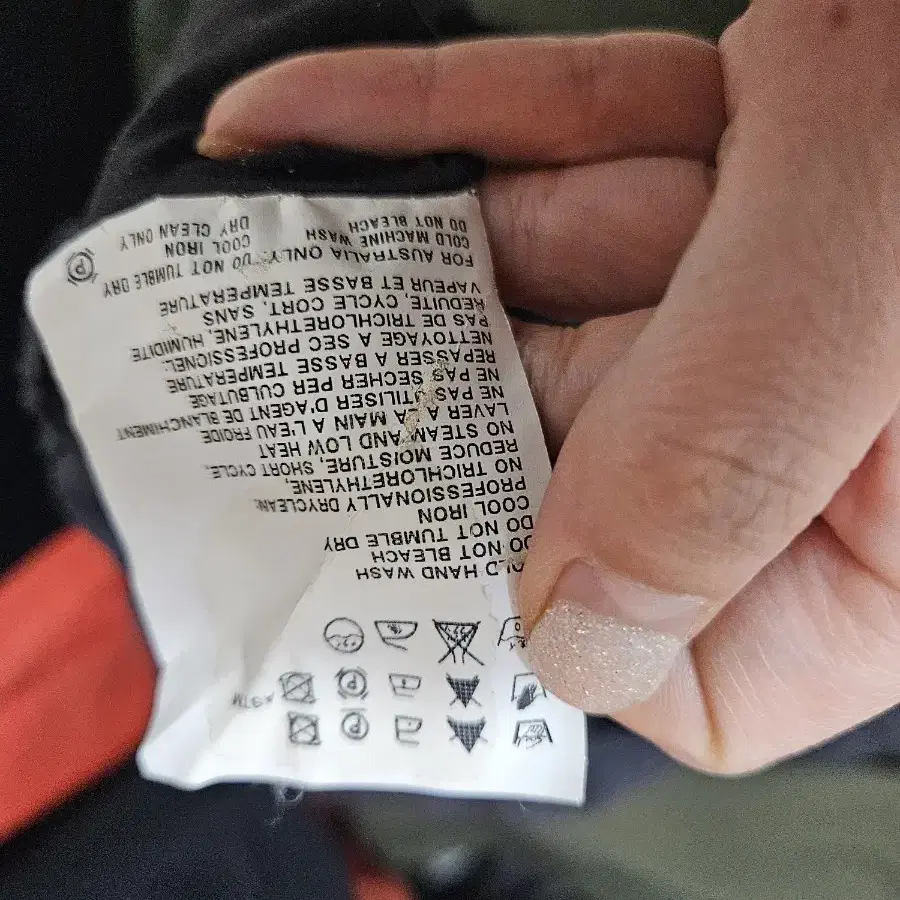 HAND WASH
DO NOT BLEACH
DO NOT TUMBLE DRY
COOL IRON
PROFESSIONALLY DRYCLEAN:
NO TRICHLORETHYLENE,
REDUCE MOISTURE, SHORT CYCLE,
NO STEAM AND LOW HEAT
LAVER A LA MAIN A L'EAU FROIDE
NE PAS UTILISER D'AGENT DE BLANCHIMENT
NE PAS SECHER PER CULBUTAGE
REPASSER A BASSE TEMPERATURE
NETTOYAGE A SEC PROFESSIONEL:
PAS DE TRICHLORETHYLENE, HUMIDITE
REDUITE, CYCLE CORT, SANS
VAPEUR ET BASSE TEMPERATURE
FOR AUSTRALIA ONLY:
COLD MACHINE WASH
DO NOT BLEACH
DO NOT TUMBLE DRY
COOL IRON
DRY CLEAN ONLY
P
P
ASTM
P